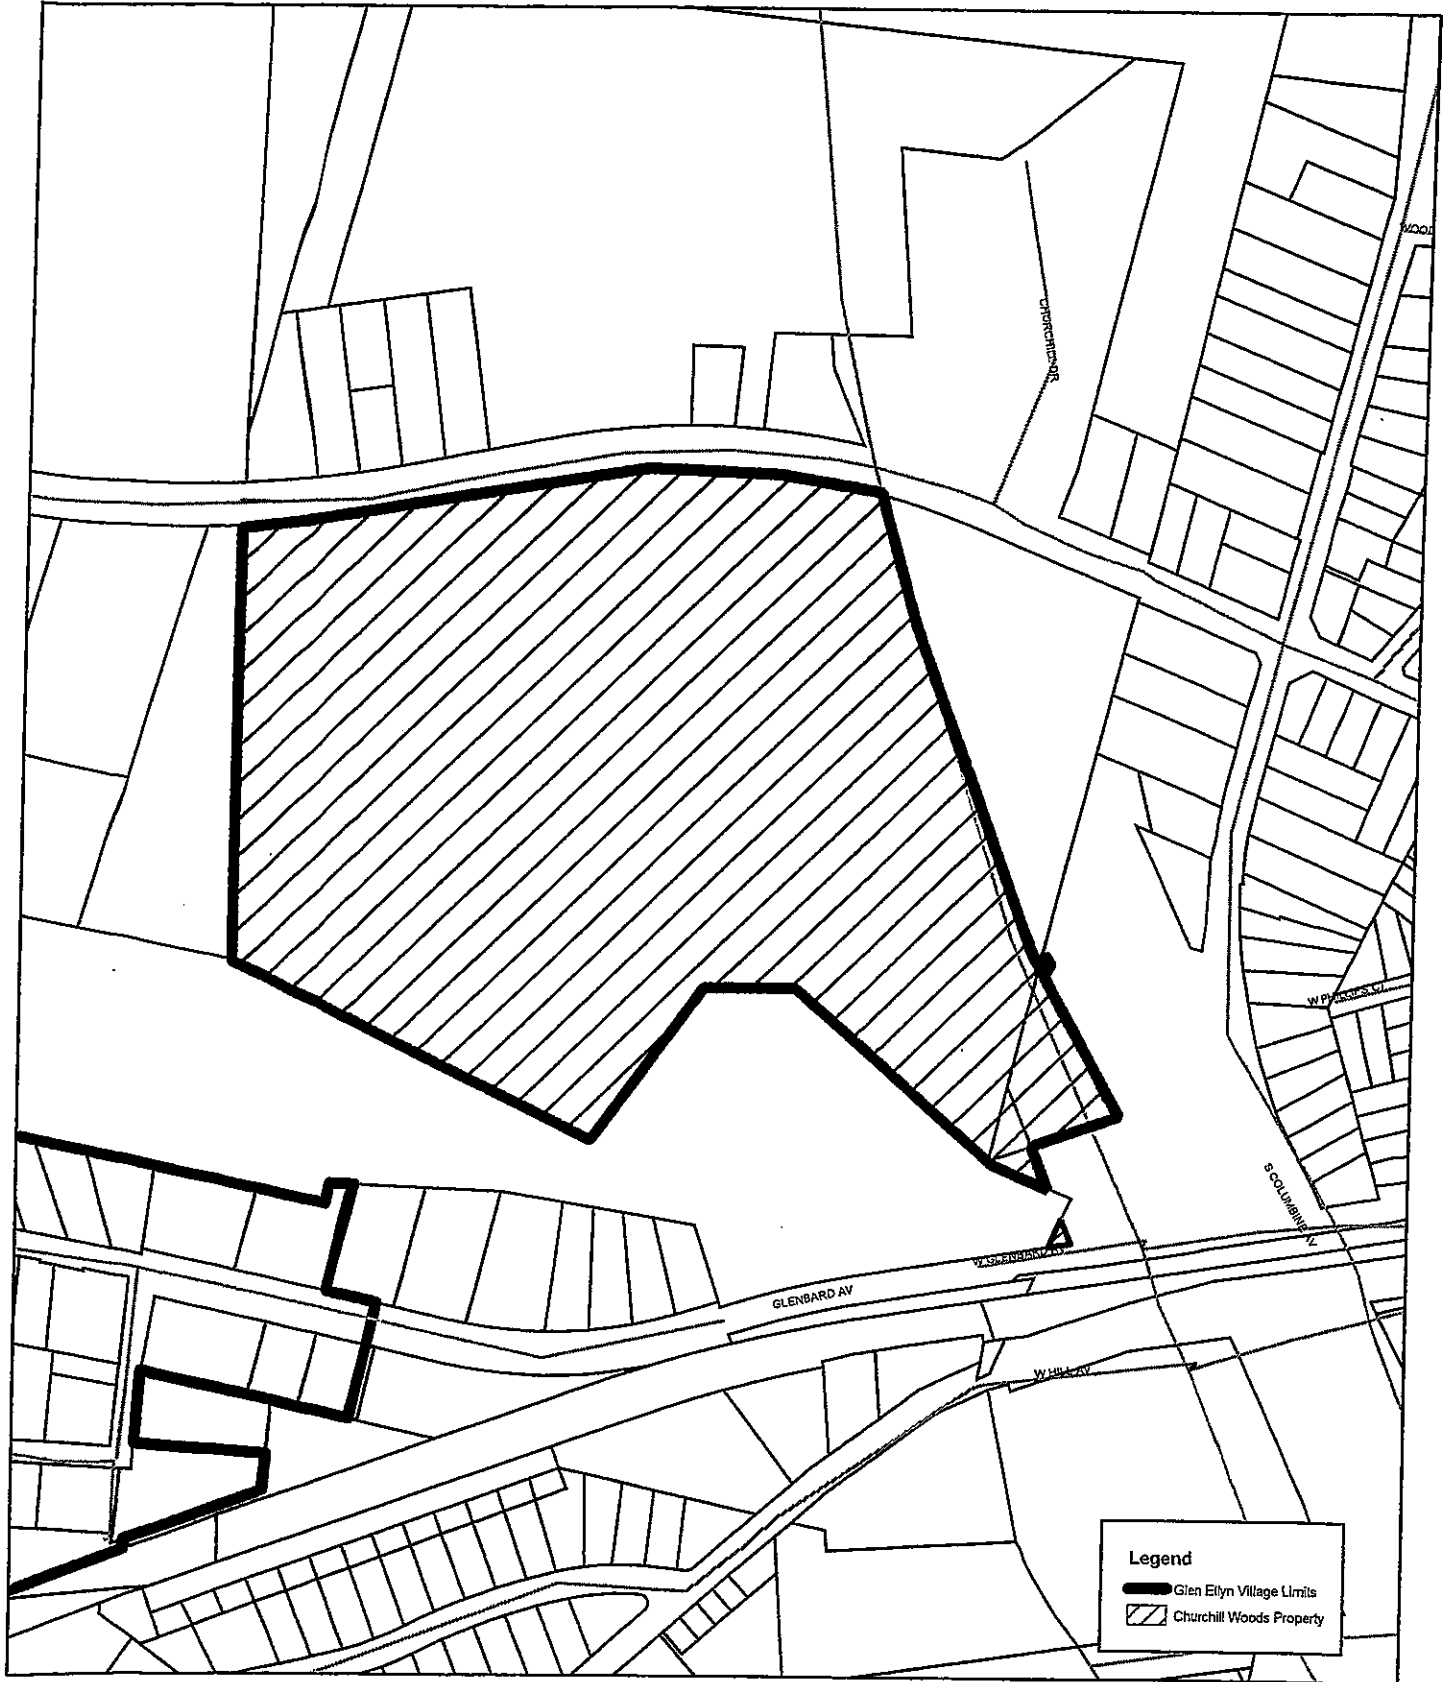 CHURCHILL DR
W PHILLIPS CT
S COLUMBINE AV
W GLENBARD AV
GLENBARD AV
W HILL AV
Legend
Glen Ellyn Village Limits
Churchill Woods Property